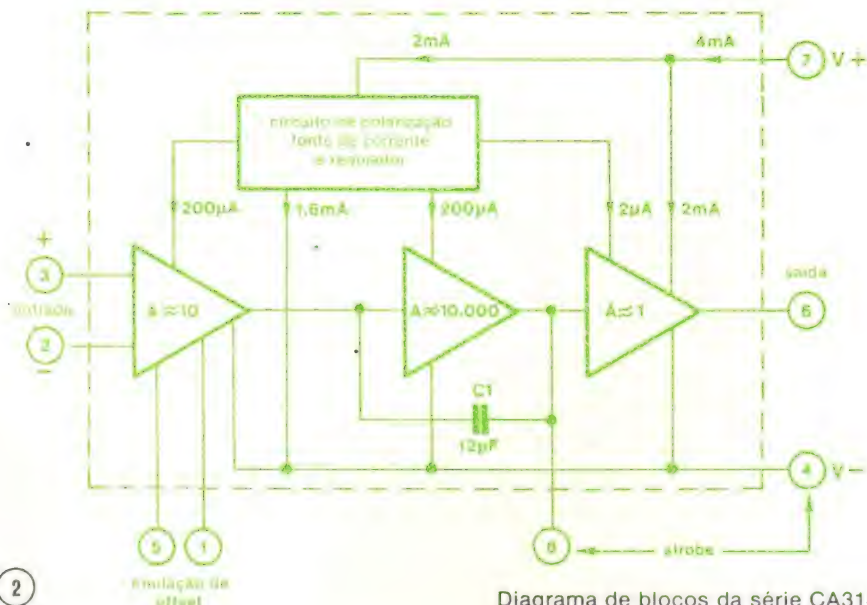 2mA
4mA
7
V +
circuito de polarização
fonte de corrente
e regulador
200µA
1,6mA
200µA
2µA
2mA
+
3
entrada
2
−
A ≈ 10
A ≈ 10.000
A ≈ 1
saída
6
C1
12pF
4
V −
5
1
8
strobe
anulação de
offset
2
Diagrama de blocos da série CA31